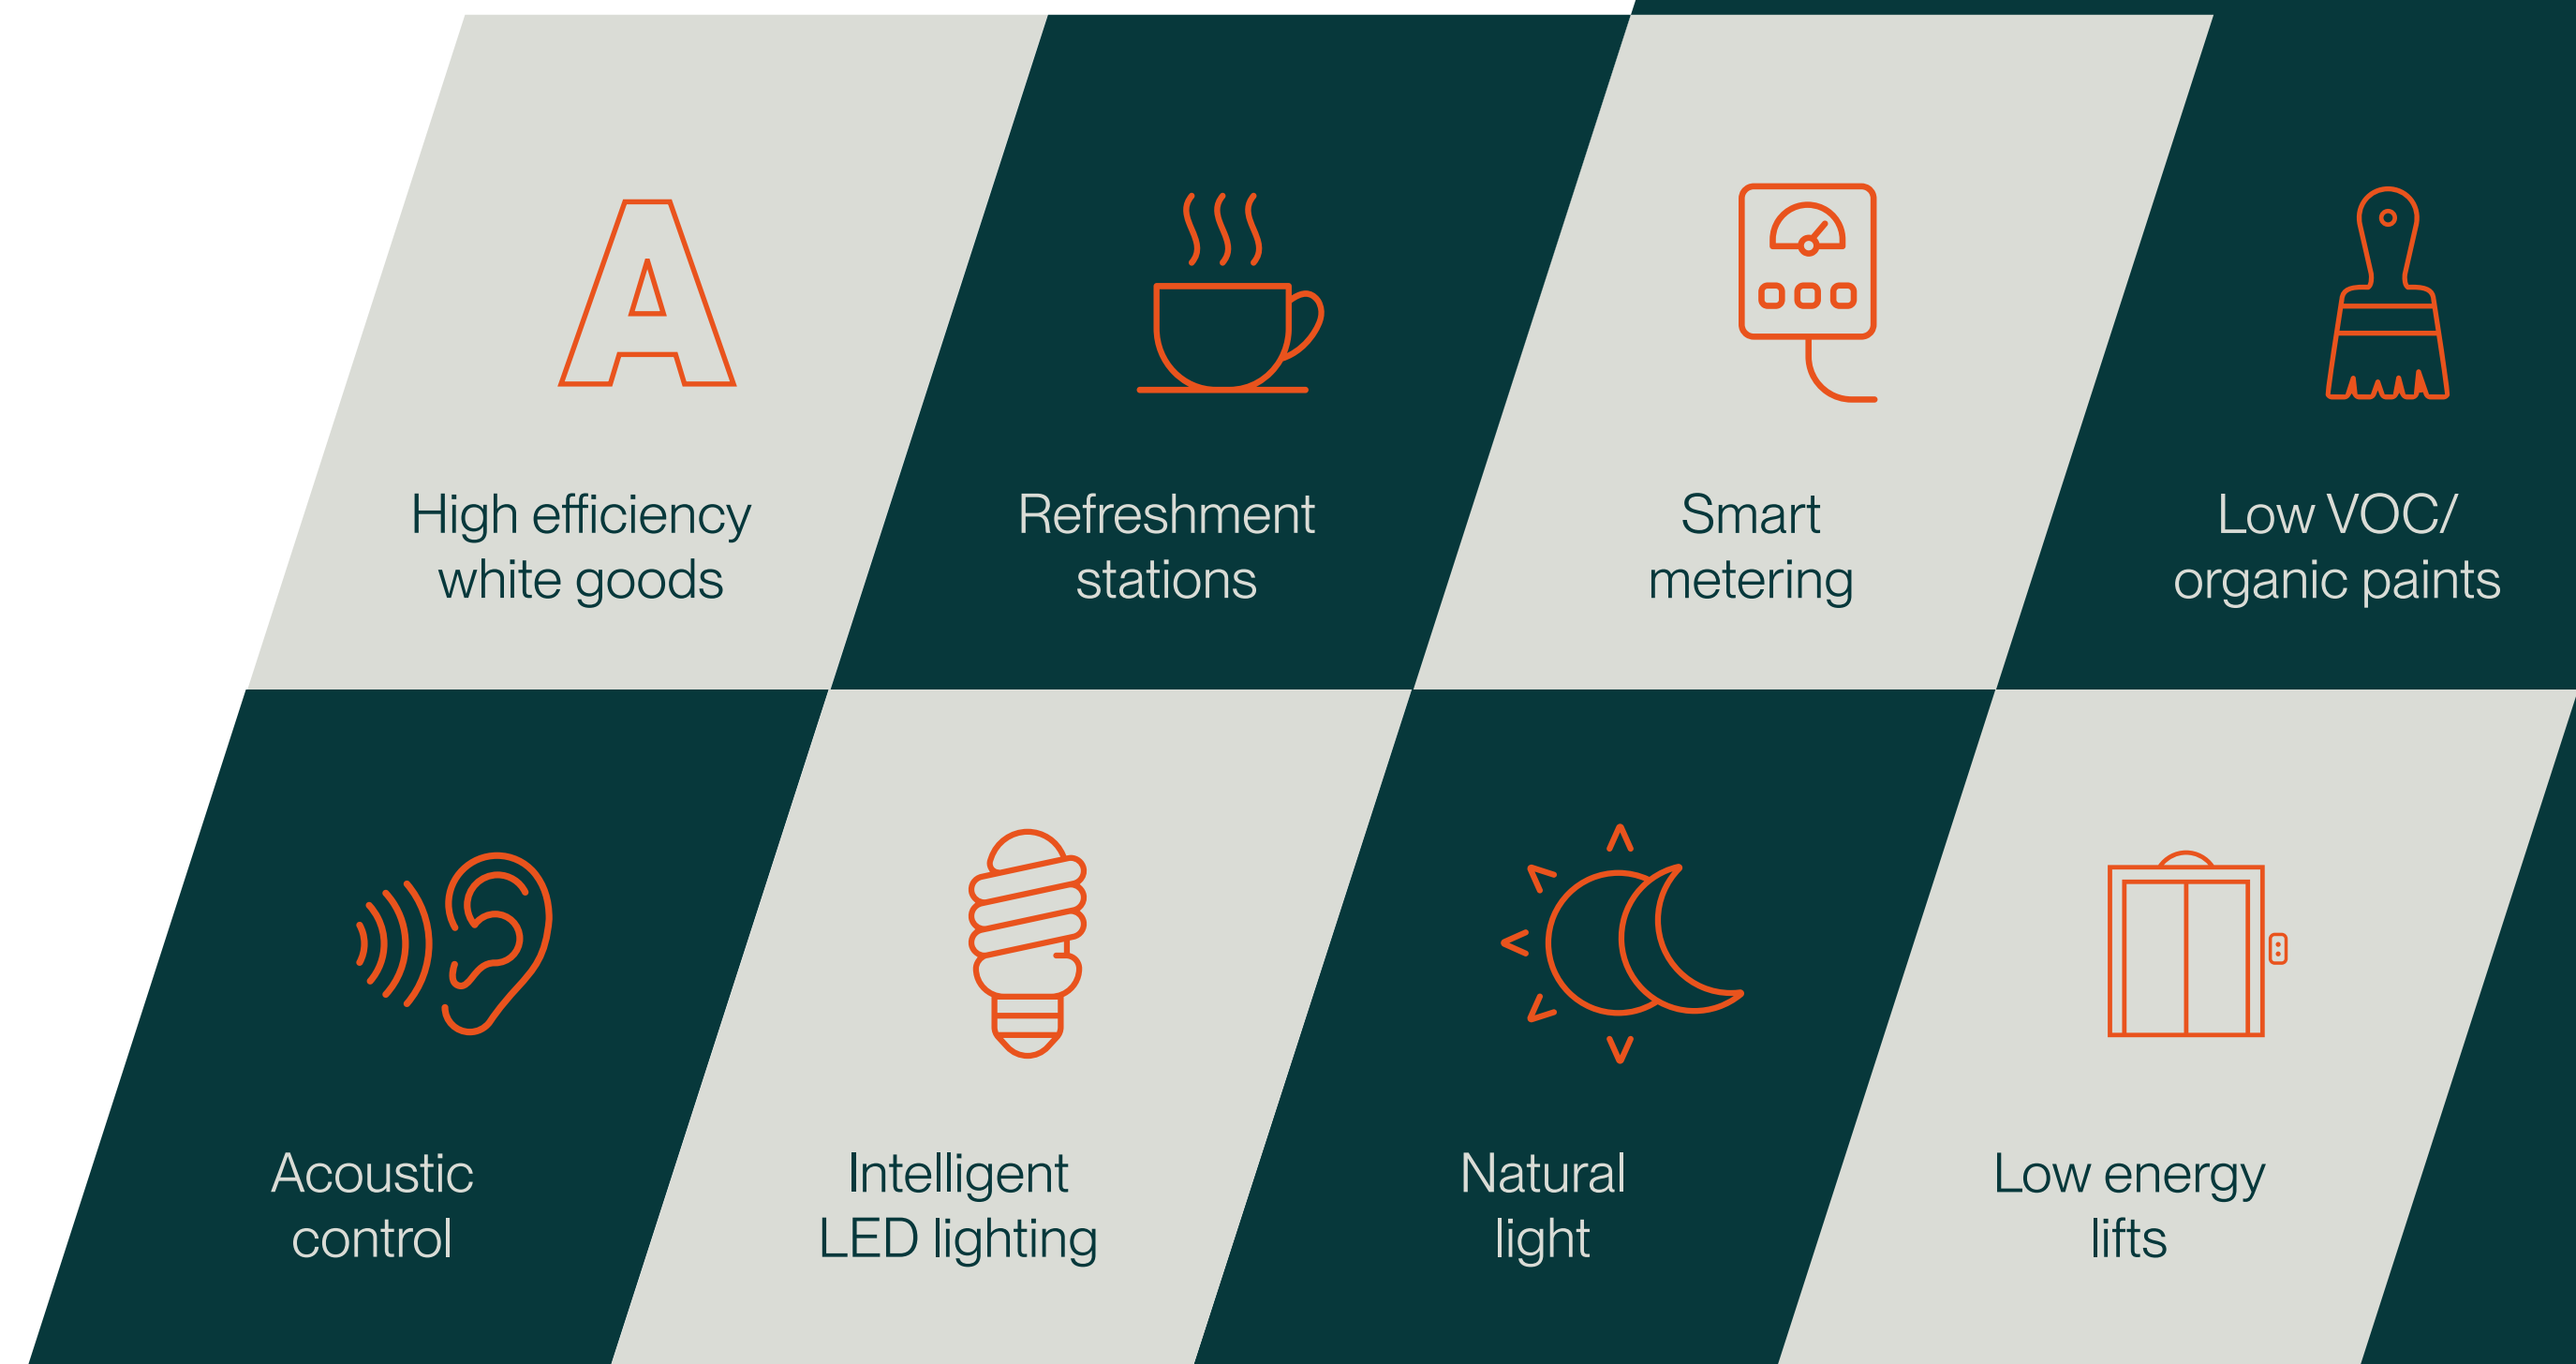 A
High efficiency
white goods
Refreshment
stations
Smart
metering
Low VOC/
organic paints
Acoustic
control
Intelligent
LED lighting
Natural
light
Low energy
lifts